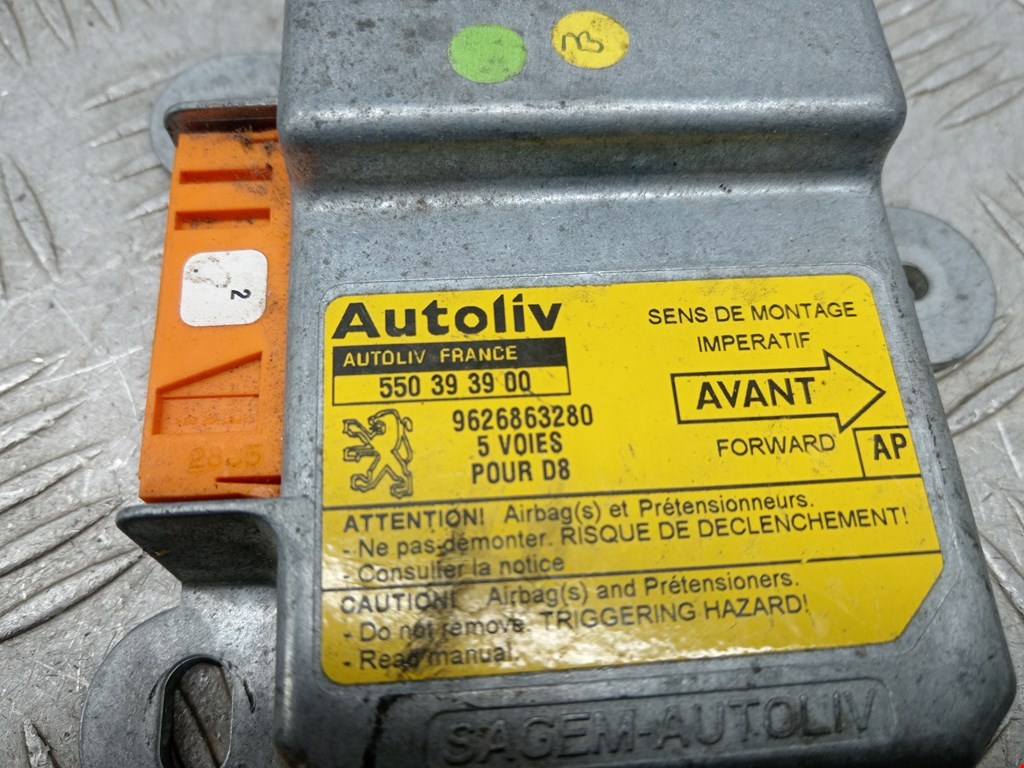 Autoliv
AUTOLIV FRANCE
550 39 39 00
9626863280
5 VOIES
POUR D8
SENS DE MONTAGE
IMPERATIF
AVANT
FORWARD
AP
ATTENTION! Airbag(s) et Prétensionneurs.
- Ne pas démonter. RISQUE DE DECLENCHEMENT!
- Consulter la notice
CAUTION! Airbag(s) and Prétensioners.
- Do not remove. TRIGGERING HAZARD!
- Read manual.
SAGEM-AUTOLIV
2